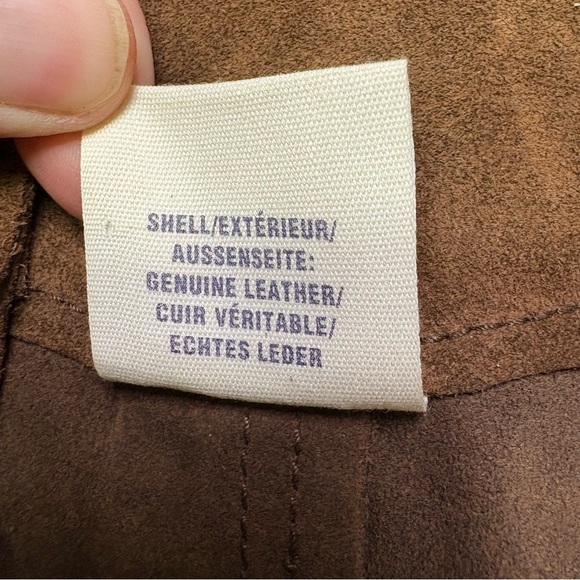 SHELL/EXTÉRIEUR/
AUSSENSEITE:
GENUINE LEATHER/
CUIR VÉRITABLE/
ECHTES LEDER